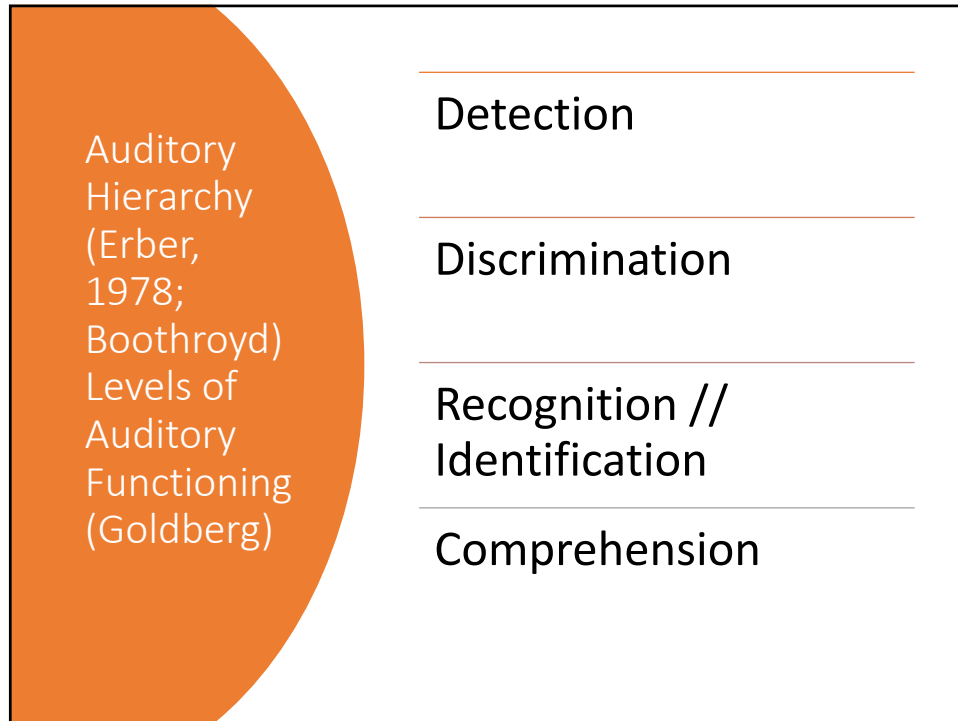 Auditory
Hierarchy
(Erber,
1978;
Boothroyd)
Levels of
Auditory
Functioning
(Goldberg)
Detection
Discrimination
Recognition //
Identification
Comprehension